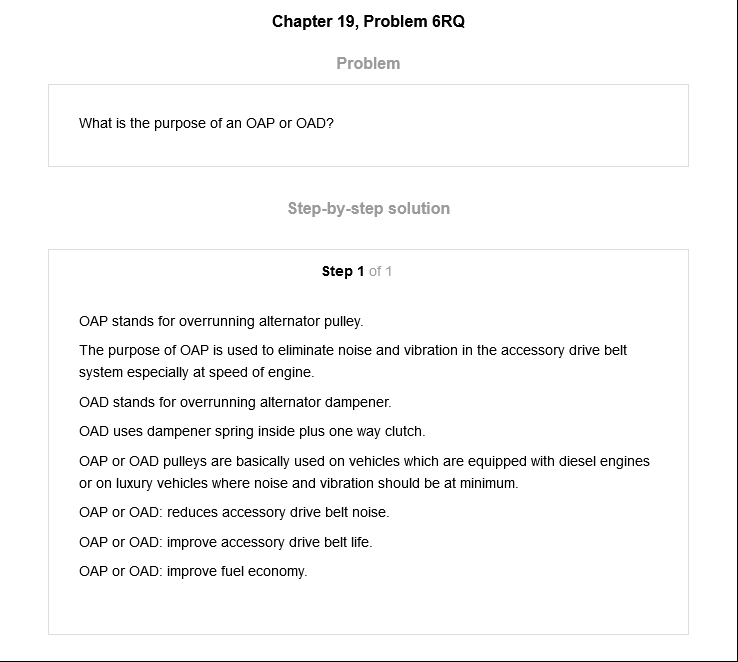 Chapter 19, Problem 6RQ
Problem
What is the purpose of an OAP or OAD?
Step-by-step solution
Step 1 of 1
OAP stands for overrunning alternator pulley.
The purpose of OAP is used to eliminate noise and vibration in the accessory drive belt
system especially at speed of engine.
OAD stands for overrunning alternator dampener.
OAD uses dampener spring inside plus one way clutch.
OAP or OAD pulleys are basically used on vehicles which are equipped with diesel engines
or on luxury vehicles where noise and vibration should be at minimum.
OAP or OAD: reduces accessory drive belt noise.
OAP or OAD: improve accessory drive belt life.
OAP or OAD: improve fuel economy.